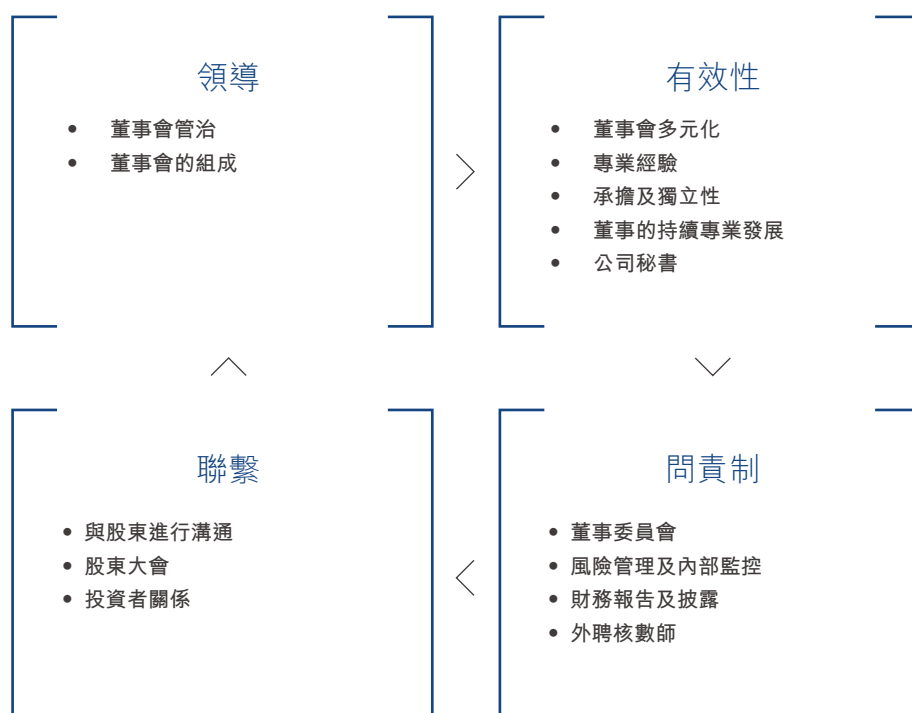 領導
• 董事會管治
• 董事會的組成
有效性
• 董事會多元化
• 專業經驗
• 承擔及獨立性
• 董事的持續專業發展
• 公司秘書
聯繫
• 與股東進行溝通
• 股東大會
• 投資者關係
問責制
• 董事委員會
• 風險管理及內部監控
• 財務報告及披露
• 外聘核數師